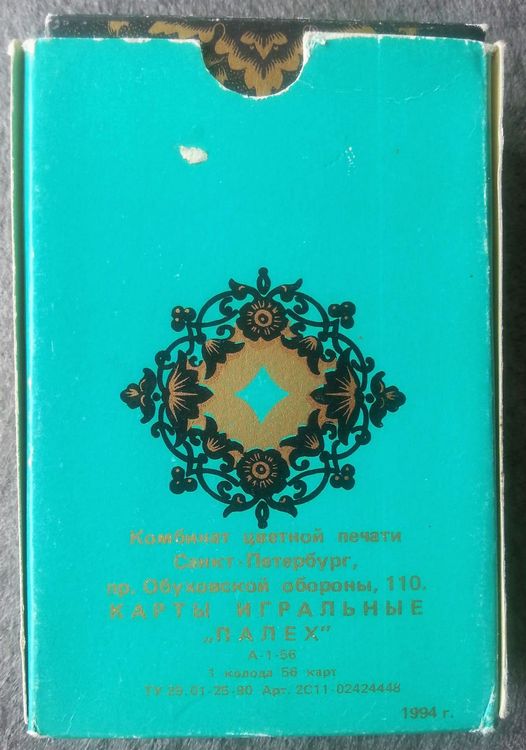 Комбинат цветной печати
Санкт-Петербург,
пр. Обуховской обороны, 110.
КАРТЫ ИГРАЛЬНЫЕ
„ПАЛЕХ"
А-1-56
1 колода 56 карт
ТУ 29.01-25-80 Арт. 2С11-02424448
1994 г.